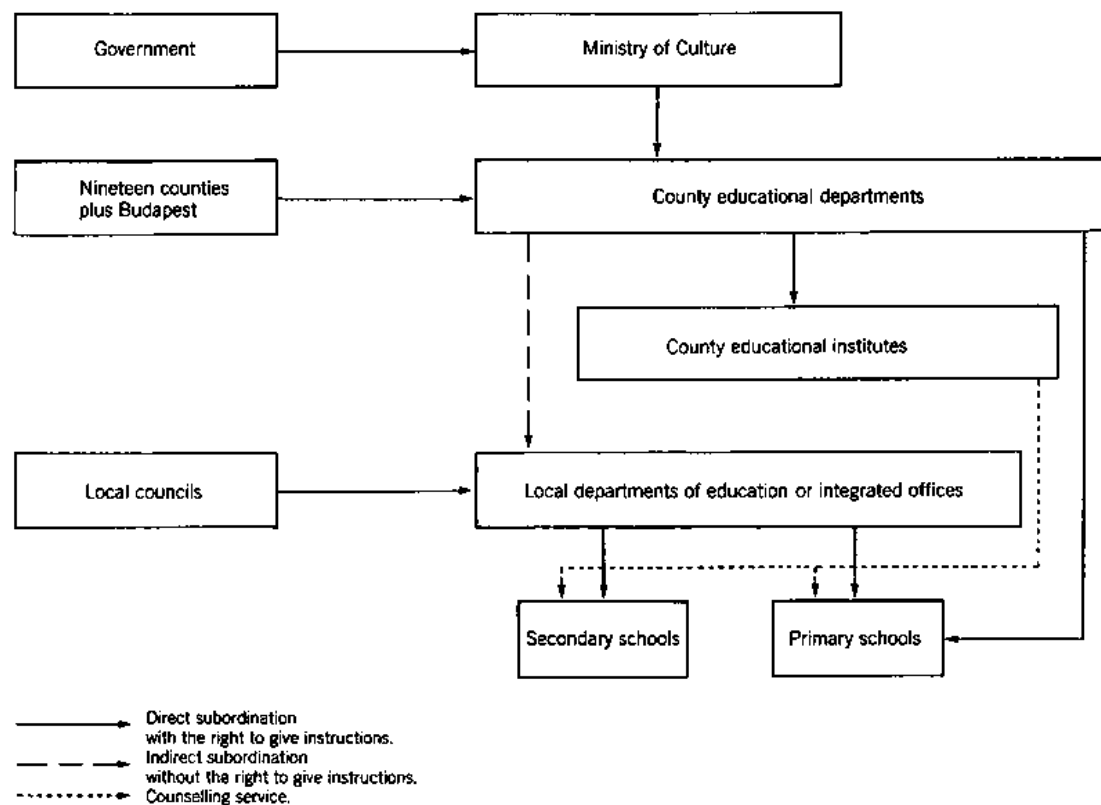 Government
Ministry of Culture
Nineteen counties
plus Budapest
County educational departments
County educational institutes
Local councils
Local departments of education or integrated offices
Secondary schools
Primary schools
Direct subordination
with the right to give instructions.
Indirect subordination
without the right to give instructions.
Counselling service.